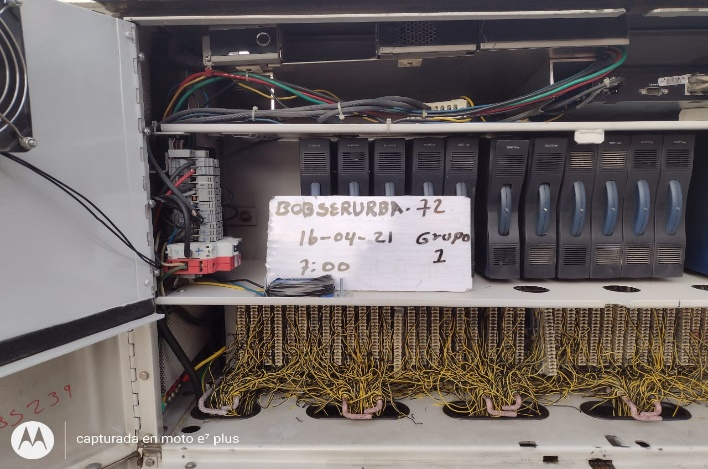 BOBSERURBA. 72
16-04-21 Grupo
7:00 1
35239
capturada en moto e⁷ plus